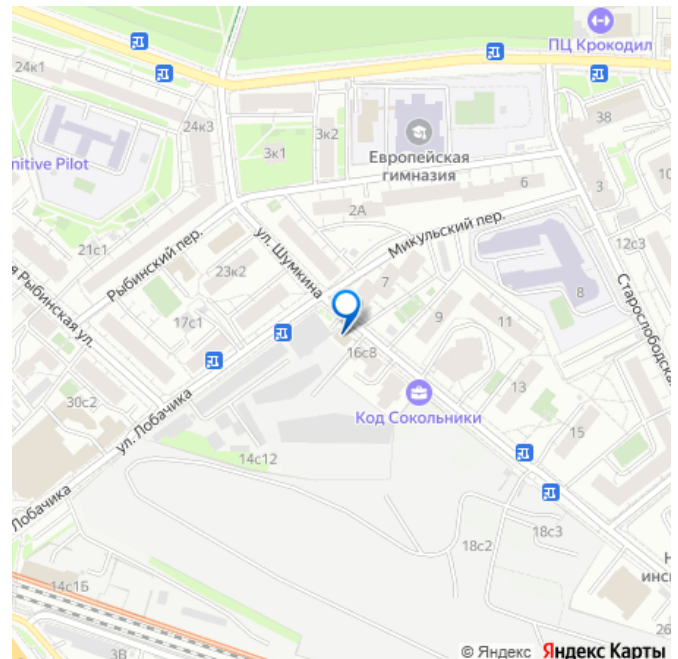 ПЦ Крокодил
24к1
24к3
3к2
3к1
38
Европейская
гимназия
nitive Pilot
6
3
10
2А
Микульский пер.
12с3
21с1
Рыбинский пер.
ул. Шумкина
23к2
7
8
Старослободская
я Рыбинская ул.
17с1
9
11
16с8
13
Код Сокольники
30с2
ул. Лобачика
15
14с12
Лобачика
18с3
18с2
14с1Б
Н
инс
26
3В
© Яндекс Яндекс Карты